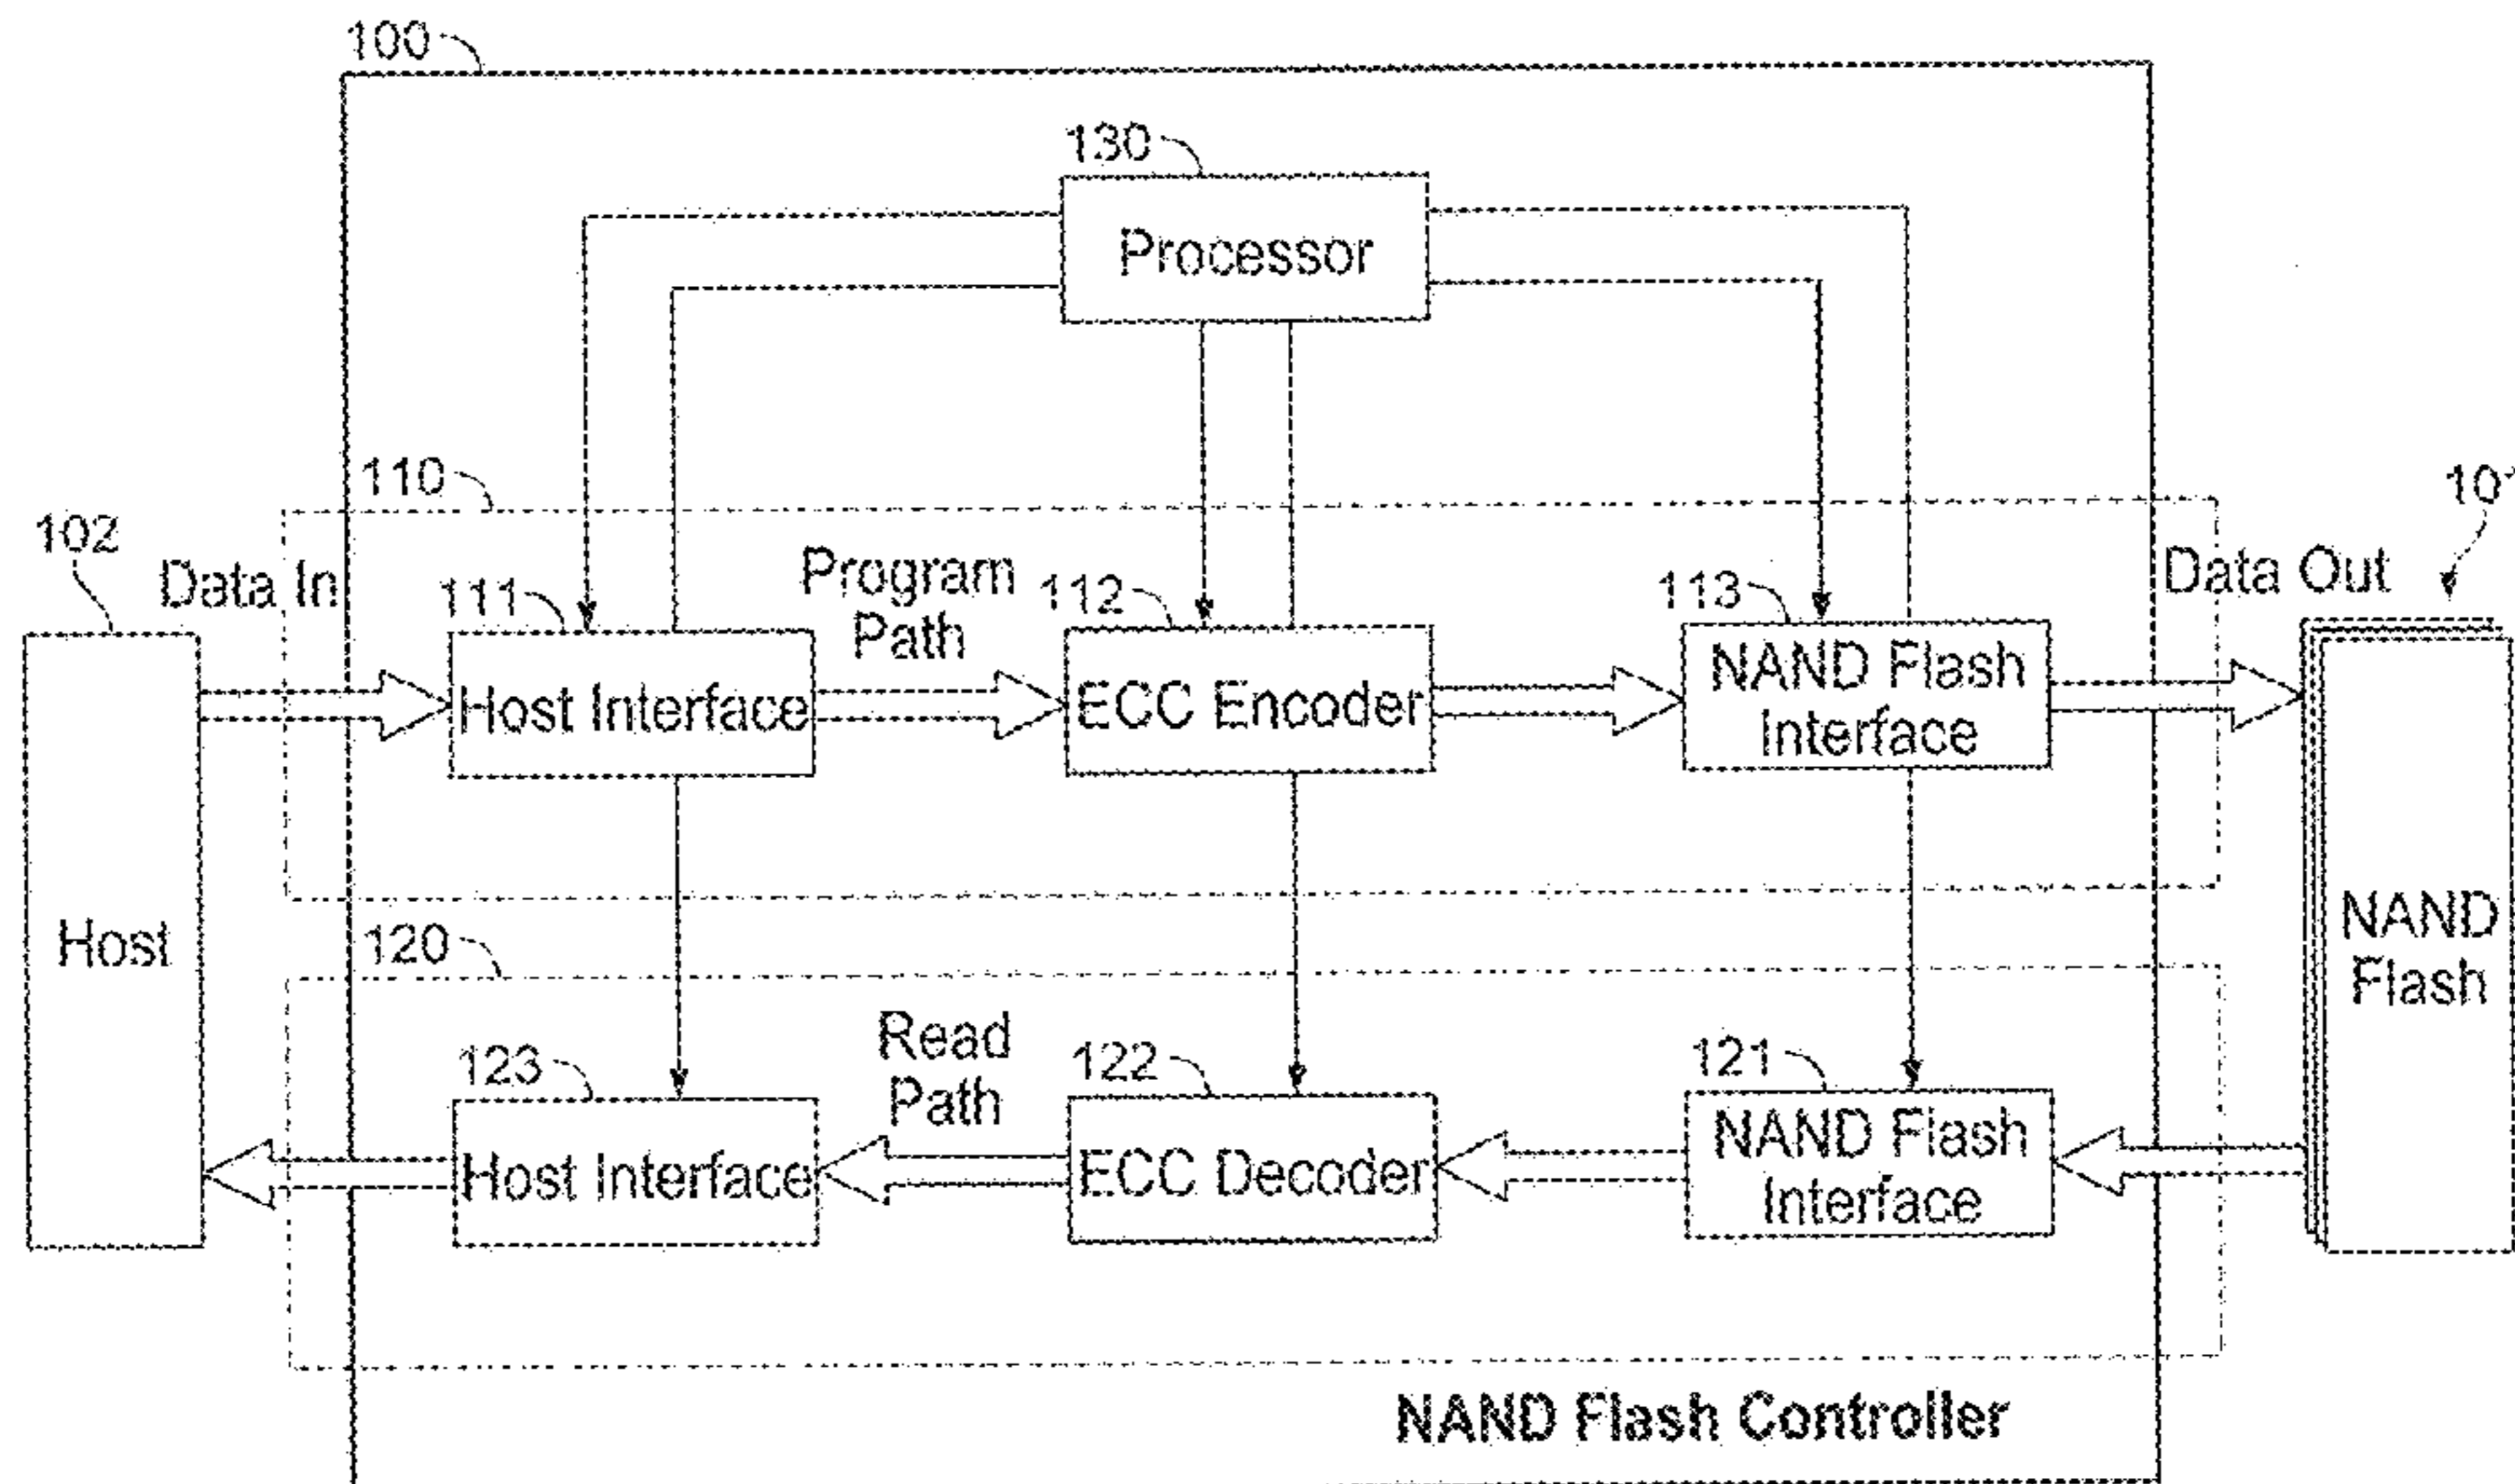 100
130
Processor
110
102
Data In
111
Program
Path
112
113
Data Out
Host Interface
ECC Encoder
NAND Flash
Interface
Host
120
NAND
Flash
123
Read
Path
122
121
Host Interface
ECC Decoder
NAND Flash
Interface
NAND Flash Controller